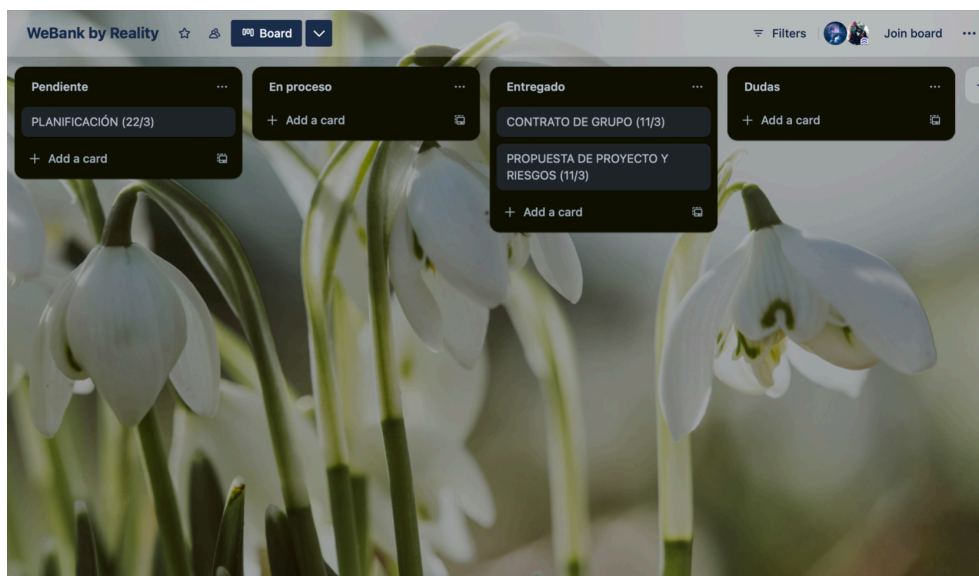 WeBank by Reality
Board
Filters
Join board
Pendiente
PLANIFICACIÓN (22/3)
Add a card
En proceso
Add a card
Entregado
CONTRATO DE GRUPO (11/3)
PROPUESTA DE PROYECTO Y
RIESGOS (11/3)
Add a card
Dudas
Add a card